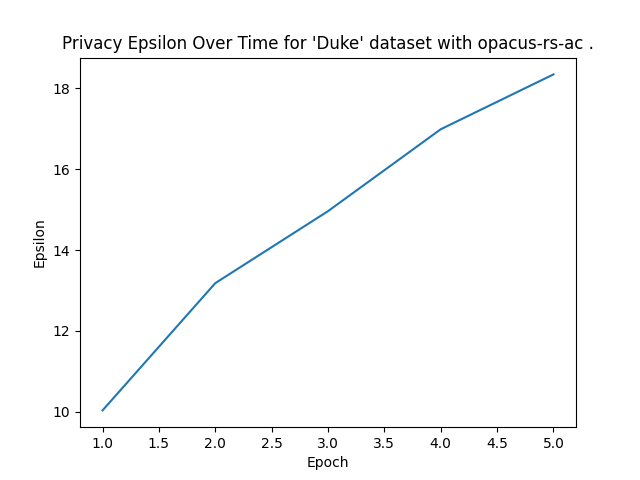 Privacy Epsilon Over Time for 'Duke' dataset with opacus-rs-ac .
18
16
14
12
10
Epsilon
1.0 1.5 2.0 2.5 3.0 3.5 4.0 4.5 5.0
Epoch